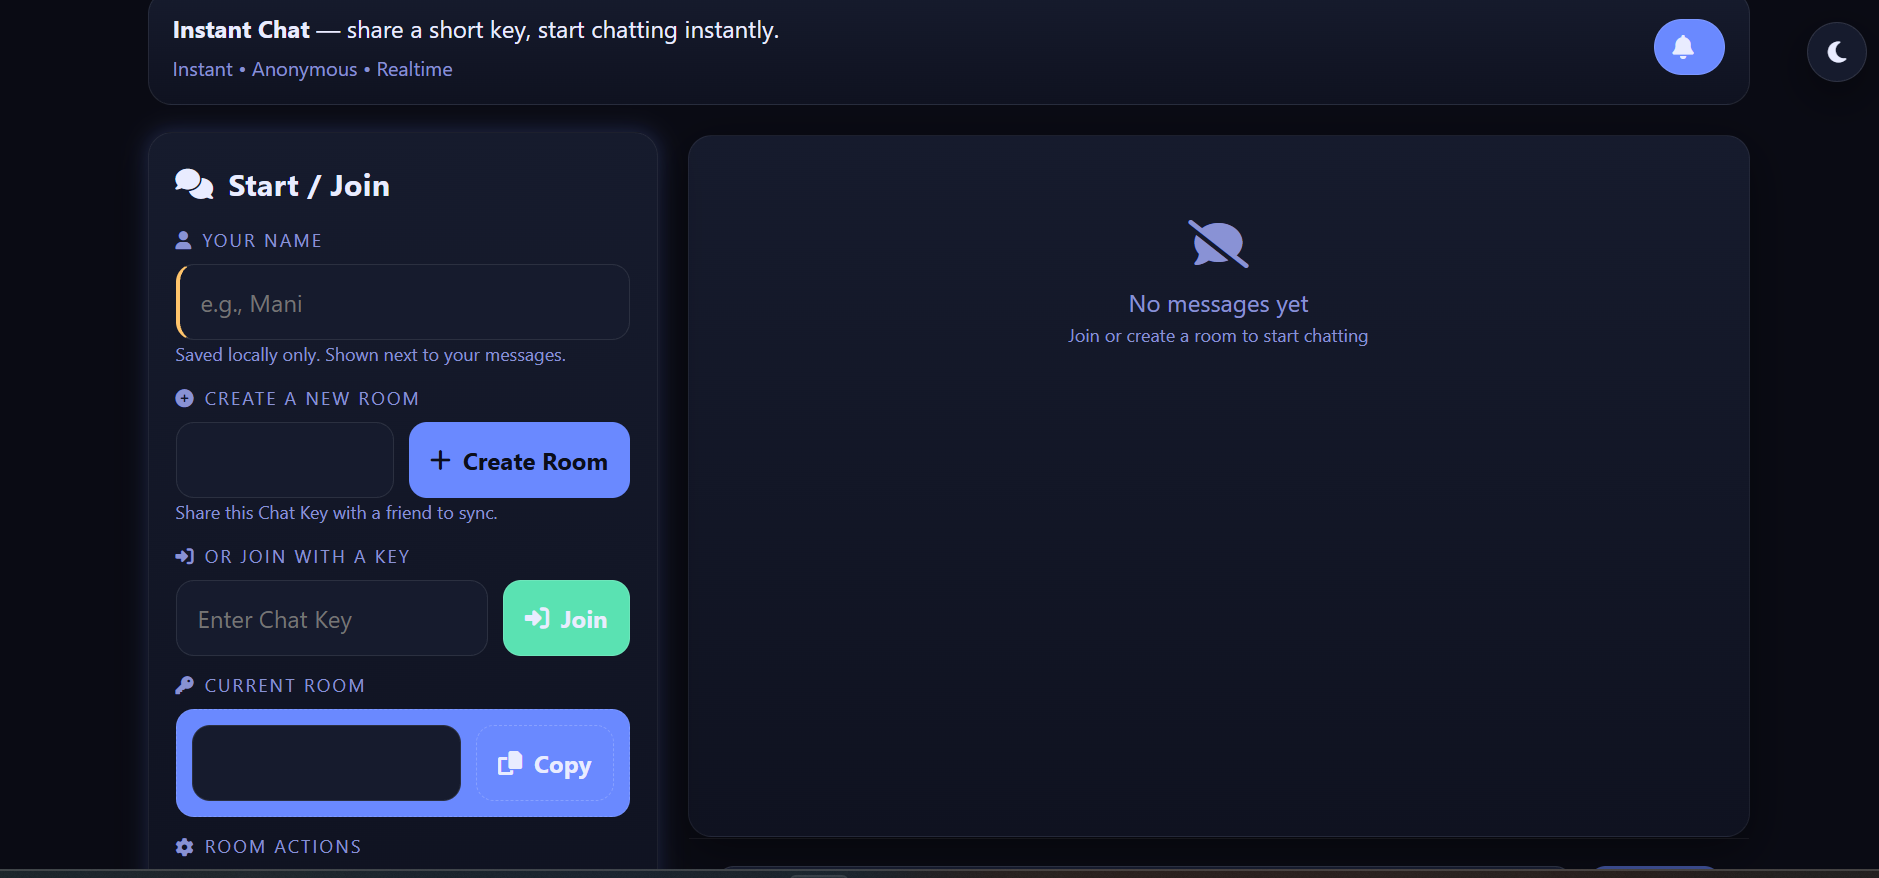 Instant Chat — share a short key, start chatting instantly.
Instant • Anonymous • Realtime
Start / Join
YOUR NAME
e.g., Mani
Saved locally only. Shown next to your messages.
CREATE A NEW ROOM
Create Room
Share this Chat Key with a friend to sync.
OR JOIN WITH A KEY
Enter Chat Key
Join
CURRENT ROOM
Copy
ROOM ACTIONS
No messages yet
Join or create a room to start chatting